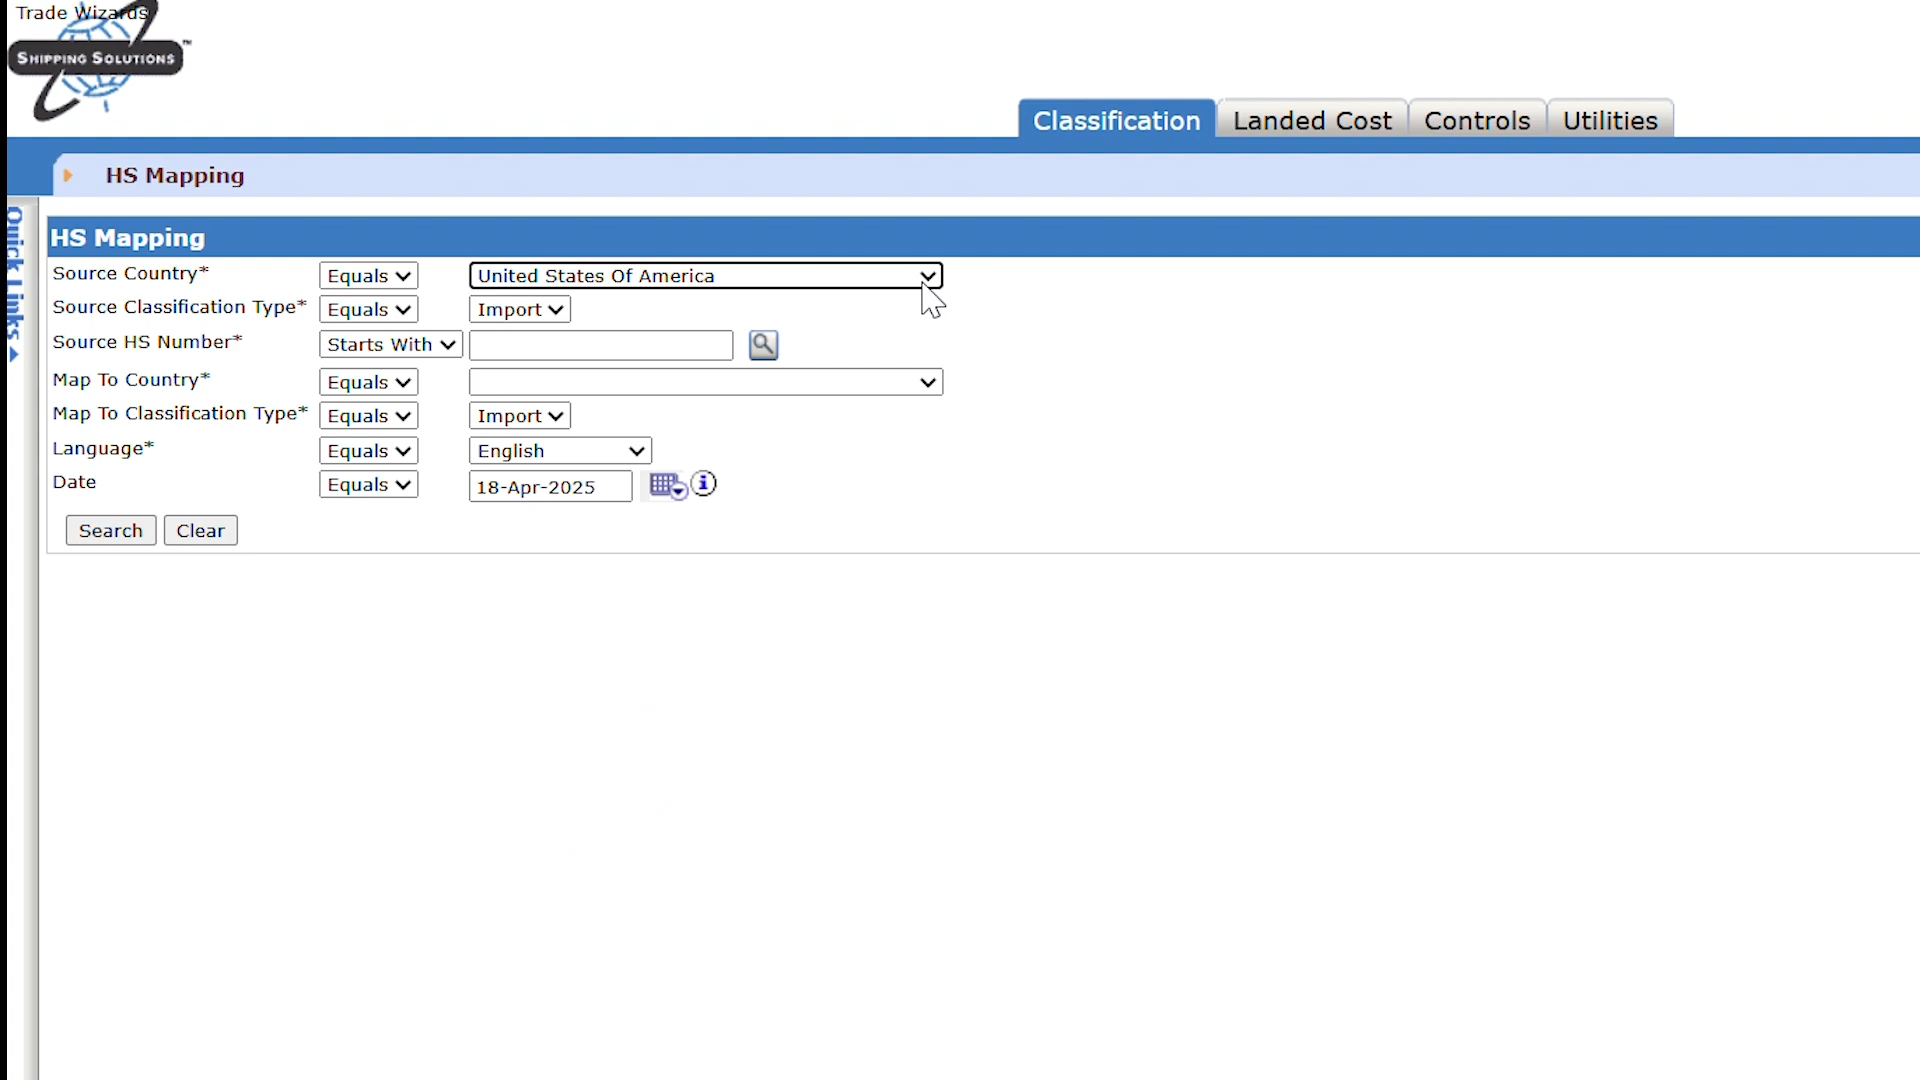 Trade Wizards
SHIPPING SOLUTIONS™
Classification Landed Cost Controls Utilities
HS Mapping
Quick Links
HS Mapping
Source Country* Equals United States Of America
Source Classification Type* Equals Import
Source HS Number* Starts With
Map To Country* Equals
Map To Classification Type* Equals Import
Language* Equals English
Date Equals 18-Apr-2025
Search Clear